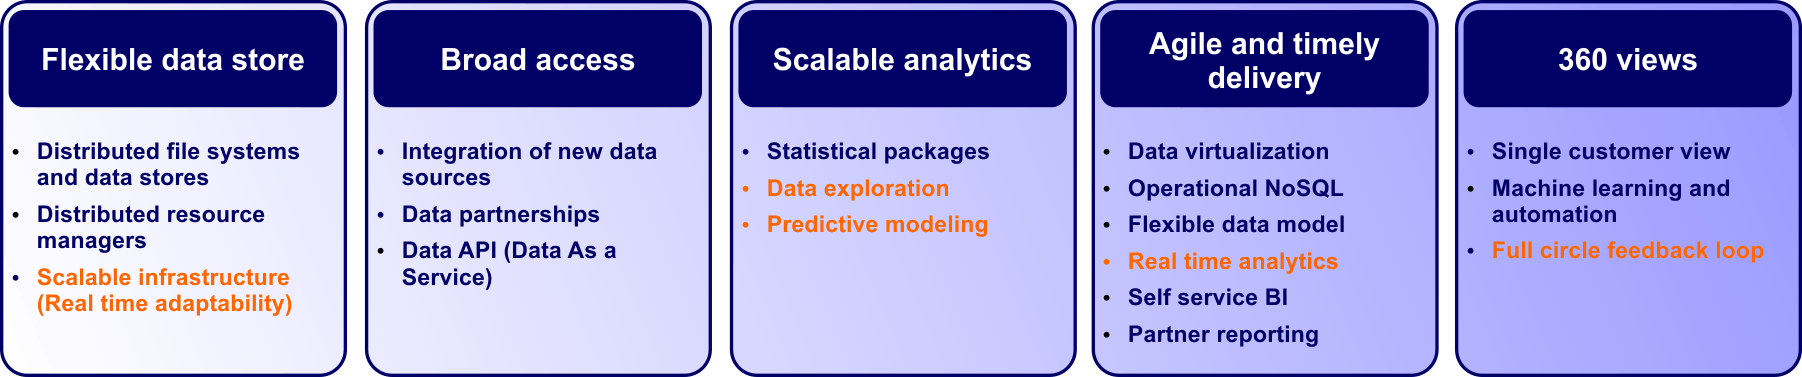 Flexible data store
• Distributed file systems
and data stores
• Distributed resource
managers
• Scalable infrastructure
(Real time adaptability)
Broad access
• Integration of new data
sources
• Data partnerships
• Data API (Data As a
Service)
Scalable analytics
• Statistical packages
• Data exploration
• Predictive modeling
Agile and timely
delivery
• Data virtualization
• Operational NoSQL
• Flexible data model
• Real time analytics
• Self service BI
• Partner reporting
360 views
• Single customer view
• Machine learning and
automation
• Full circle feedback loop